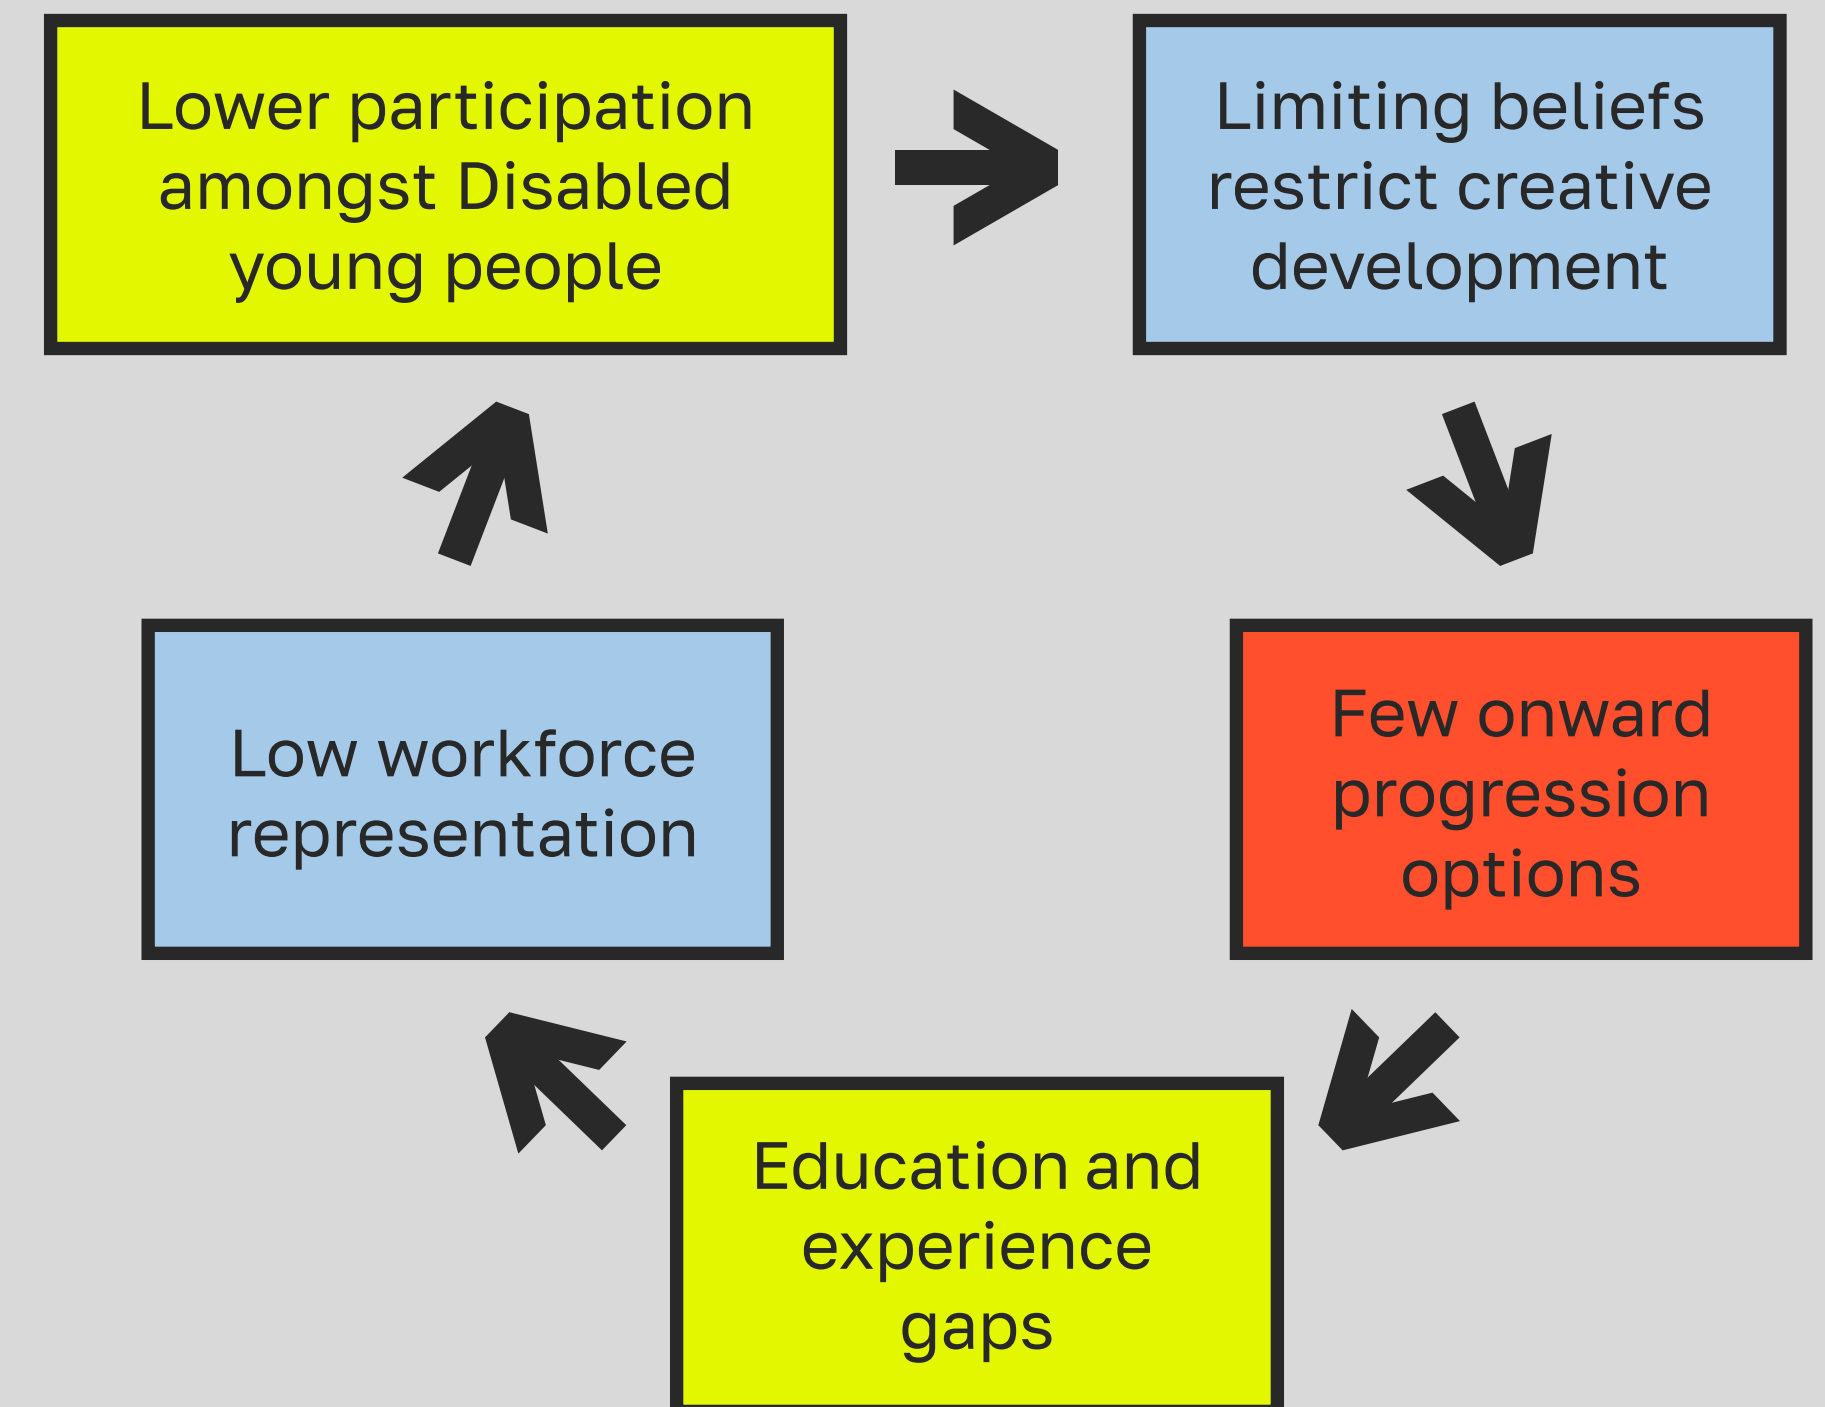 Lower participation
amongst Disabled
young people
Limiting beliefs
restrict creative
development
Few onward
progression
options
Education and
experience
gaps
Low workforce
representation